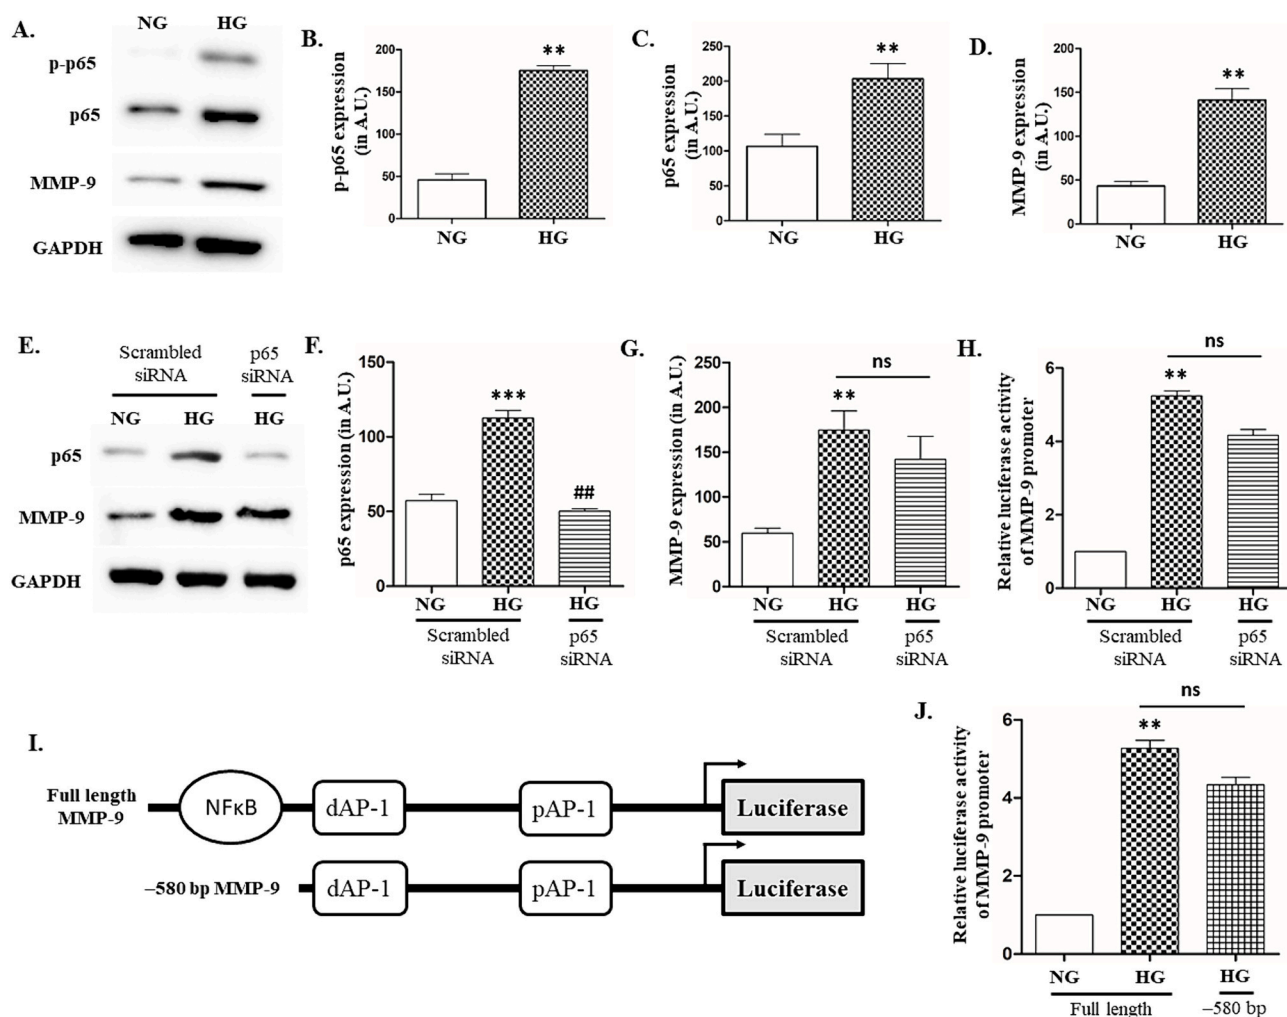 A.
NG HG
p-p65
p65
MMP-9
GAPDH
B.
p-p65 expression
(in A.U.)
200
150
100
50
0
**
NG HG
C.
p65 expression
(in A.U.)
250
200
150
100
50
0
**
NG HG
D.
MMP-9 expression
(in A.U.)
200
150
100
50
0
**
NG HG
E.
Scrambled
siRNA
p65
siRNA
NG HG HG
p65
MMP-9
GAPDH
F.
p65 expression (in A.U.)
150
100
50
0
***
##
NG HG HG
Scrambled
siRNA
p65
siRNA
G.
MMP-9 expression (in A.U.)
250
200
150
100
50
0
ns
**
NG HG HG
Scrambled
siRNA
p65
siRNA
H.
Relative luciferase activity
of MMP-9 promoter
6
4
2
0
ns
**
NG HG HG
Scrambled
siRNA
p65
siRNA
I.
Full length
MMP-9
NFκB dAP-1 pAP-1 Luciferase
−580 bp MMP-9 dAP-1 pAP-1 Luciferase
J.
Relative luciferase activity
of MMP-9 promoter
6
4
2
0
ns
**
NG HG HG
Full length −580 bp